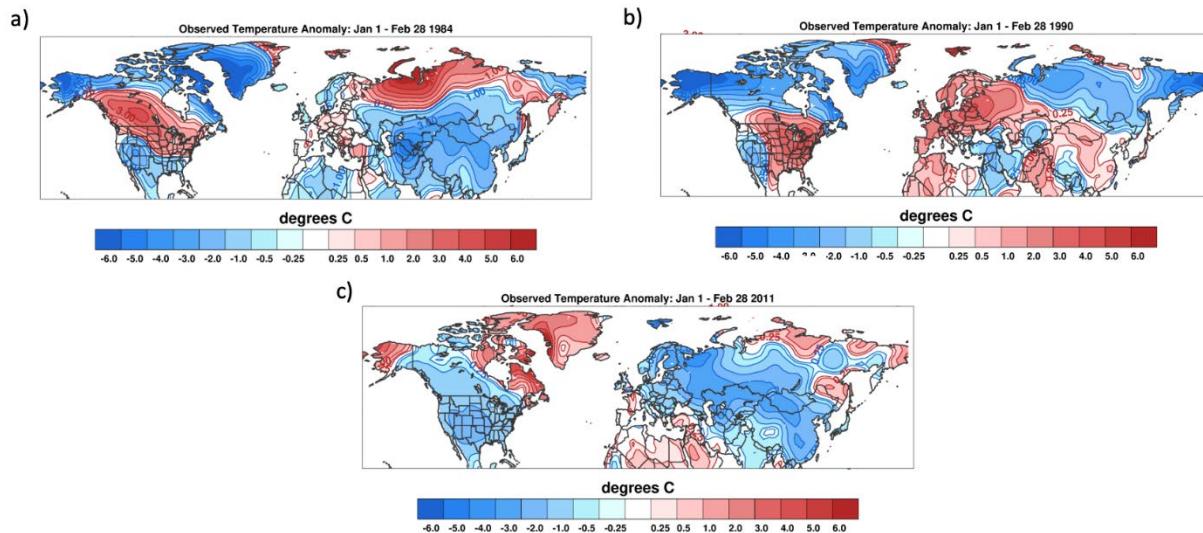 a)
Observed Temperature Anomaly: Jan 1 - Feb 28 1984
1.00
degrees C
-6.0 -5.0 -4.0 -3.0 -2.0 -1.0 -0.5 -0.25 0.25 0.5 1.0 2.0 3.0 4.0 5.0 6.0
b)
Observed Temperature Anomaly: Jan 1 - Feb 28 1990
0.25
degrees C
-6.0 -5.0 -4.0 -2.0 -1.0 -0.5 -0.25 0.25 0.5 1.0 2.0 3.0 4.0 5.0 6.0
c)
Observed Temperature Anomaly: Jan 1 - Feb 28 2011
0.25
degrees C
-6.0 -5.0 -4.0 -3.0 -2.0 -1.0 -0.5 -0.25 0.25 0.5 1.0 2.0 3.0 4.0 5.0 6.0